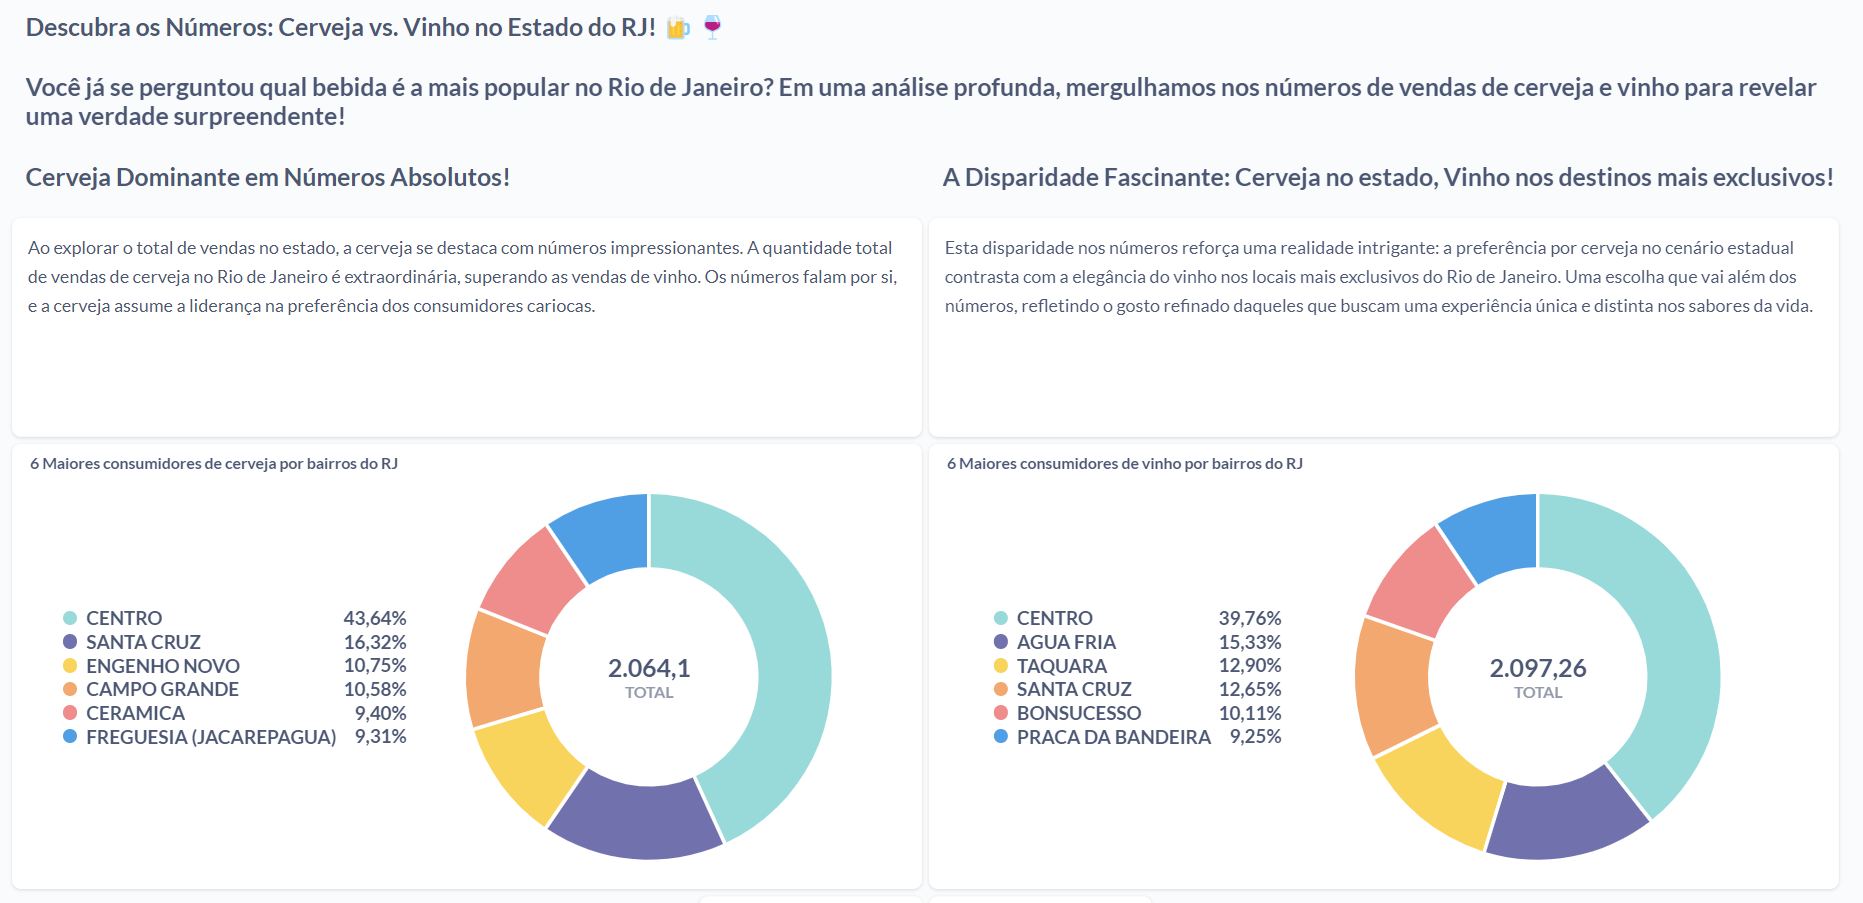 Descubra os Números: Cerveja vs. Vinho no Estado do RJ! 🍺 🍷
Você já se perguntou qual bebida é a mais popular no Rio de Janeiro? Em uma análise profunda, mergulhamos nos números de vendas de cerveja e vinho para revelar
uma verdade surpreendente!
Cerveja Dominante em Números Absolutos!
Ao explorar o total de vendas no estado, a cerveja se destaca com números impressionantes. A quantidade total
de vendas de cerveja no Rio de Janeiro é extraordinária, superando as vendas de vinho. Os números falam por si,
e a cerveja assume a liderança na preferência dos consumidores cariocas.
A Disparidade Fascinante: Cerveja no estado, Vinho nos destinos mais exclusivos!
Esta disparidade nos números reforça uma realidade intrigante: a preferência por cerveja no cenário estadual
contrasta com a elegância do vinho nos locais mais exclusivos do Rio de Janeiro. Uma escolha que vai além dos
números, refletindo o gosto refinado daqueles que buscam uma experiência única e distinta nos sabores da vida.
6 Maiores consumidores de cerveja por bairros do RJ
CENTRO 43,64%
SANTA CRUZ 16,32%
ENGENHO NOVO 10,75%
CAMPO GRANDE 10,58%
CERAMICA 9,40%
FREGUESIA (JACAREPAGUA) 9,31%
2.064,1
TOTAL
6 Maiores consumidores de vinho por bairros do RJ
CENTRO 39,76%
AGUA FRIA 15,33%
TAQUARA 12,90%
SANTA CRUZ 12,65%
BONSUCESSO 10,11%
PRACA DA BANDEIRA 9,25%
2.097,26
TOTAL